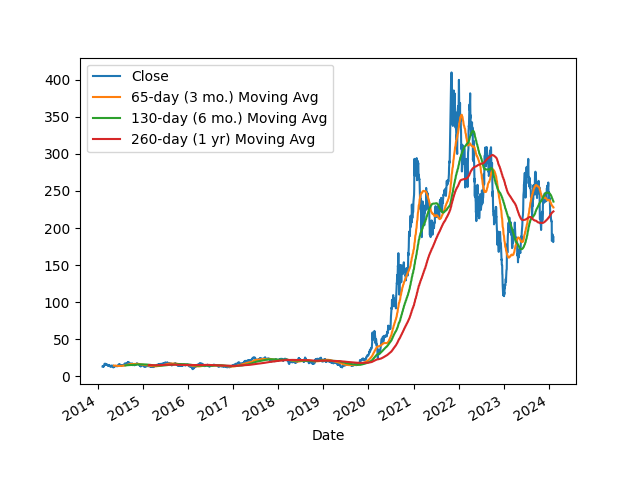 Close
65-day (3 mo.) Moving Avg
130-day (6 mo.) Moving Avg
260-day (1 yr) Moving Avg
400
350
300
250
200
150
100
50
0
2014 2015 2016 2017 2018 2019 2020 2021 2022 2023 2024
Date